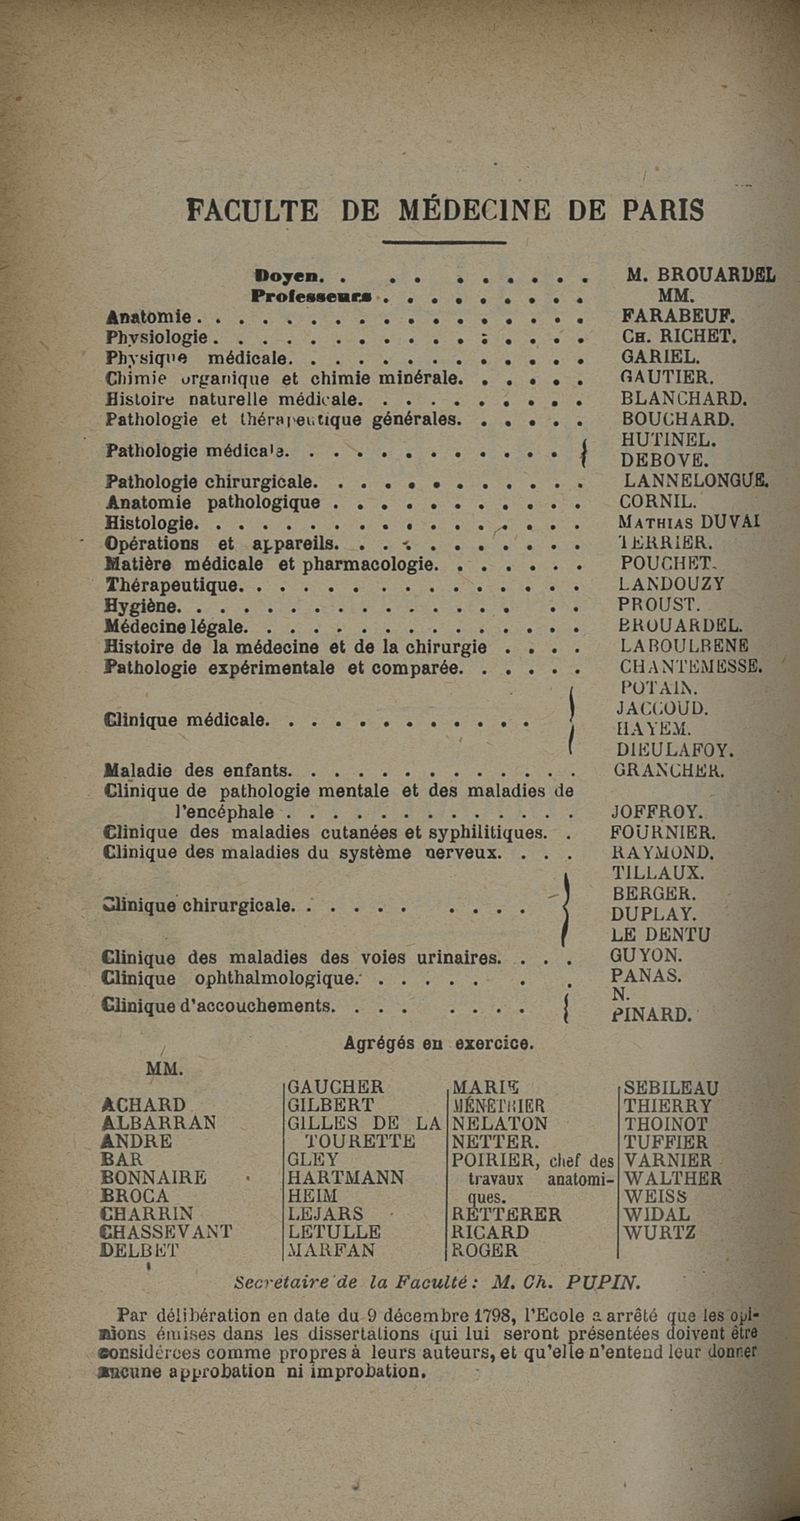 FACULTE DE MÉDECINE DE PARIS
Doyen. . . . . . . . . . M. BROUARDEL
Professeurs . . . . . . . . . MM.
Anatomie . . . . . . . . . . . . . . . . FARABEUF.
Physiologie . . . . . . . . . . . . . . . . CH. RICHET.
Physique médicale. . . . . . . . . . . . . GARIEL.
Chimie organique et chimie minérale. . . . . . GAUTIER.
Histoire naturelle médicale. . . . . . . . . . BLANCHARD.
Pathologie et thérapeutique générales. . . . . . BOUCHARD.
Pathologie médicale. . . . . . . . . . . . { HUTINEL.
DEBOVE.
Pathologie chirurgicale. . . . . . . . . . . . LANNELONGUE,
Anatomie pathologique . . . . . . . . . . . CORNIL.
Histologie. . . . . . . . . . . . . . . . . MATHIAS DUVAL
Opérations et appareils. . . . . . . . . . . TERRIER.
Matière médicale et pharmacologie. . . . . . . POUCHET.
Thérapeutique. . . . . . . . . . . . . . . LANDOUZY
Hygiène. . . . . . . . . . . . . . . . . PROUST.
Médecine légale. . . . . . . . . . . . . . . BROUARDEL.
Histoire de la médecine et de la chirurgie . . . . LABOULBENE
Pathologie expérimentale et comparée. . . . . . CHANTEMESSE.
POTAIN.
JACCOUD.
Clinique médicale. . . . . . . . . . . .
HAYEM.
DIEULAFOY.
Maladie des enfants. . . . . . . . . . . . . GRANCHER.
Clinique de pathologie mentale et des maladies de
l'encéphale . . . . . . . . . . . . . JOFFROY.
Clinique des maladies cutanées et syphilitiques. . FOURNIER.
Clinique des maladies du système nerveux. . . . RAYMOND.
TILLAUX.
BERGER.
Clinique chirurgicale. . . . . . . . . .
DUPLAY.
LE DENTU
Clinique des maladies des voies urinaires. . . . GUYON.
Clinique ophthalmologique. . . . . . . . PANAS.
N.
Clinique d'accouchements. . . . . . . . {
PINARD.
Agrégés en exercice.
MM.
GAUCHER MARIE SEBILEAU
ACHARD GILBERT MÉNETRIER THIERRY
ALBARRAN GILLES DE LA NELATON THOINOT
ANDRE TOURETTE NETTER. TUFFIER
BAR GLEY POIRIER, chef des VARNIER
BONNAIRE HARTMANN travaux anatomi- WALTHER
BROCA HEIM ques. WEISS
CHARRIN LEJARS RETTERER WIDAL
CHASSEVANT LETULLE RICARD WURTZ
DELBET MARFAN ROGER
Secrétaire de la Faculté : M. Ch. PUPIN.
Par délibération en date du 9 décembre 1798, l'Ecole a arrêté que les opi-
nions émises dans les dissertations qui lui seront présentées doivent être
considérées comme propres à leurs auteurs, et qu'elle n'entend leur donner
aucune approbation ni improbation.